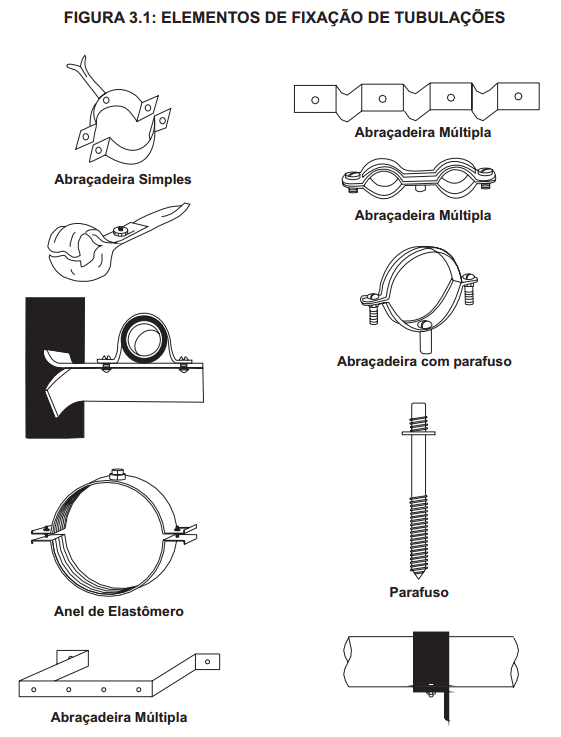 FIGURA 3.1: ELEMENTOS DE FIXAÇÃO DE TUBULAÇÕES
Abraçadeira Simples
Abraçadeira Múltipla
Abraçadeira Múltipla
Abraçadeira com parafuso
Anel de Elastômero
Parafuso
Abraçadeira Múltipla